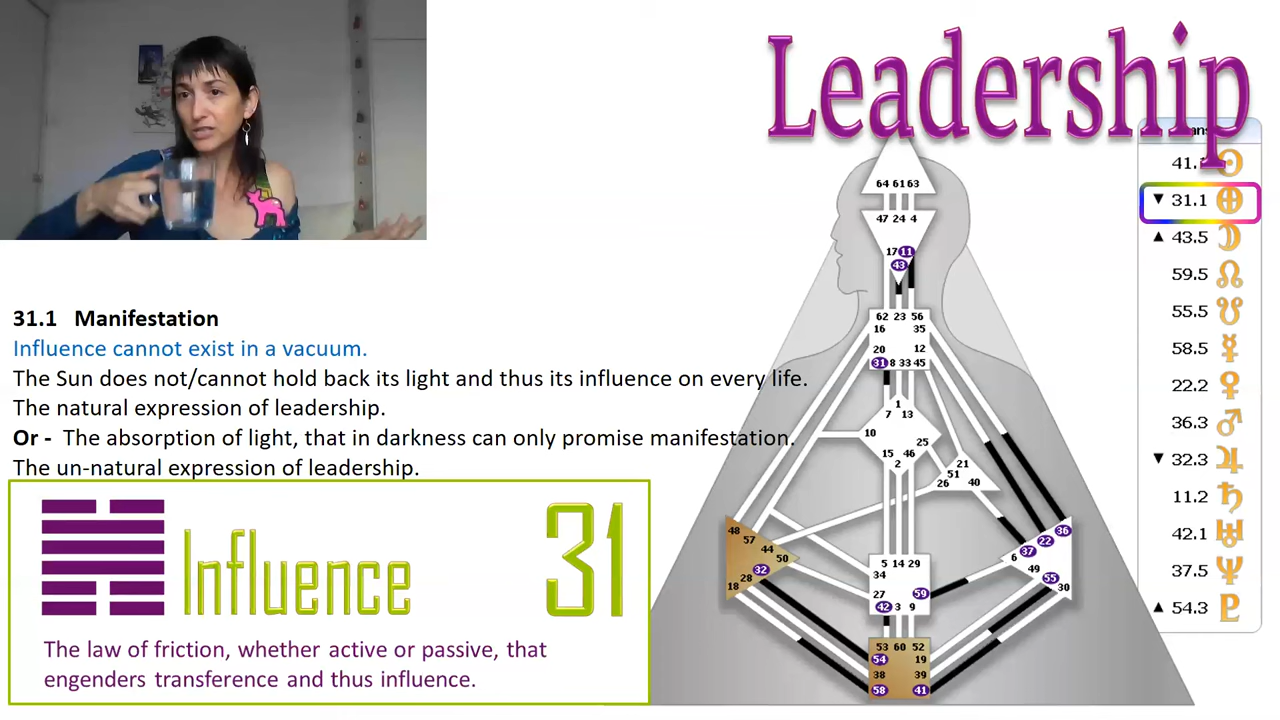 Leadership
31.1 Manifestation
Influence cannot exist in a vacuum.
The Sun does not/cannot hold back its light and thus its influence on every life.
The natural expression of leadership.
Or - The absorption of light, that in darkness can only promise manifestation.
The un-natural expression of leadership.
Influence 31
The law of friction, whether active or passive, that
engenders transference and thus influence.
64 61 63
47 24 4
17 11
43
62 23 56
16 35
20 12
31 8 33 45
1
7 13
10
25
15 46
2
21
51
26 40
48
57
44
50
32
28
18
36
22
37
6
49
55
30
5 14 29
34
27 59
42 3 9
53 60 52
54 19
38 39
58 41
▼ 31.1
▲ 43.5
59.5
55.5
58.5
22.2
36.3
▼ 32.3
11.2
42.1
37.5
▲ 54.3